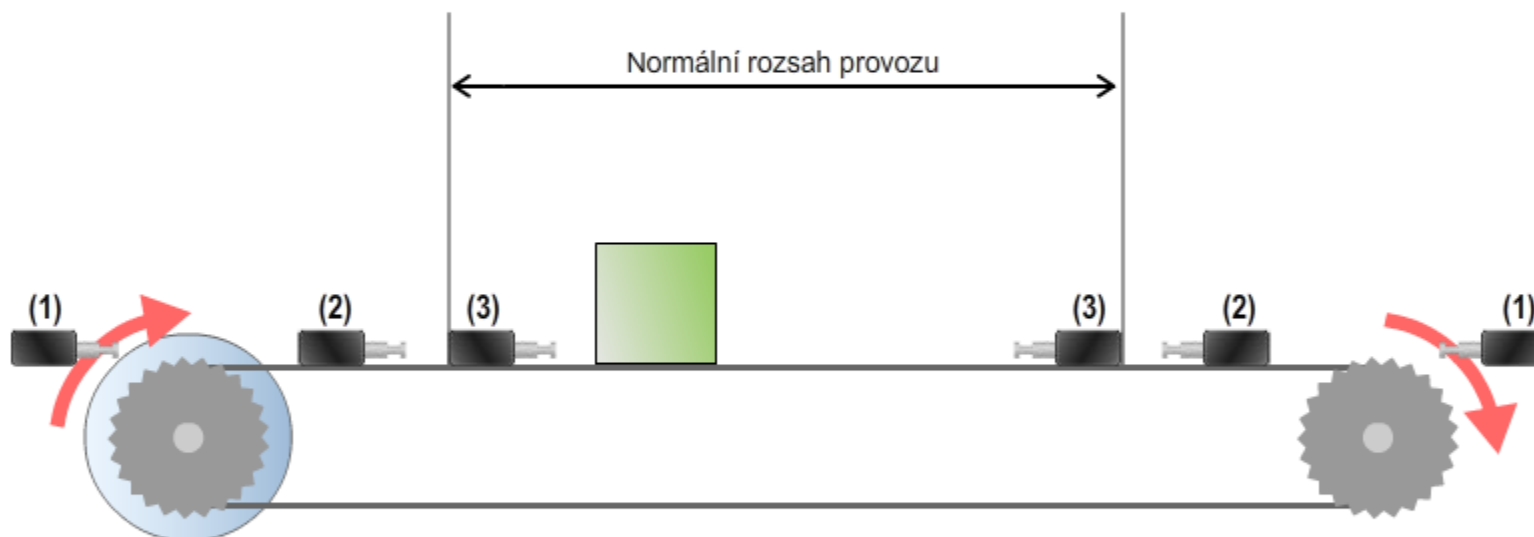 Normální rozsah provozu
(1) (2) (3) (3) (2) (1)